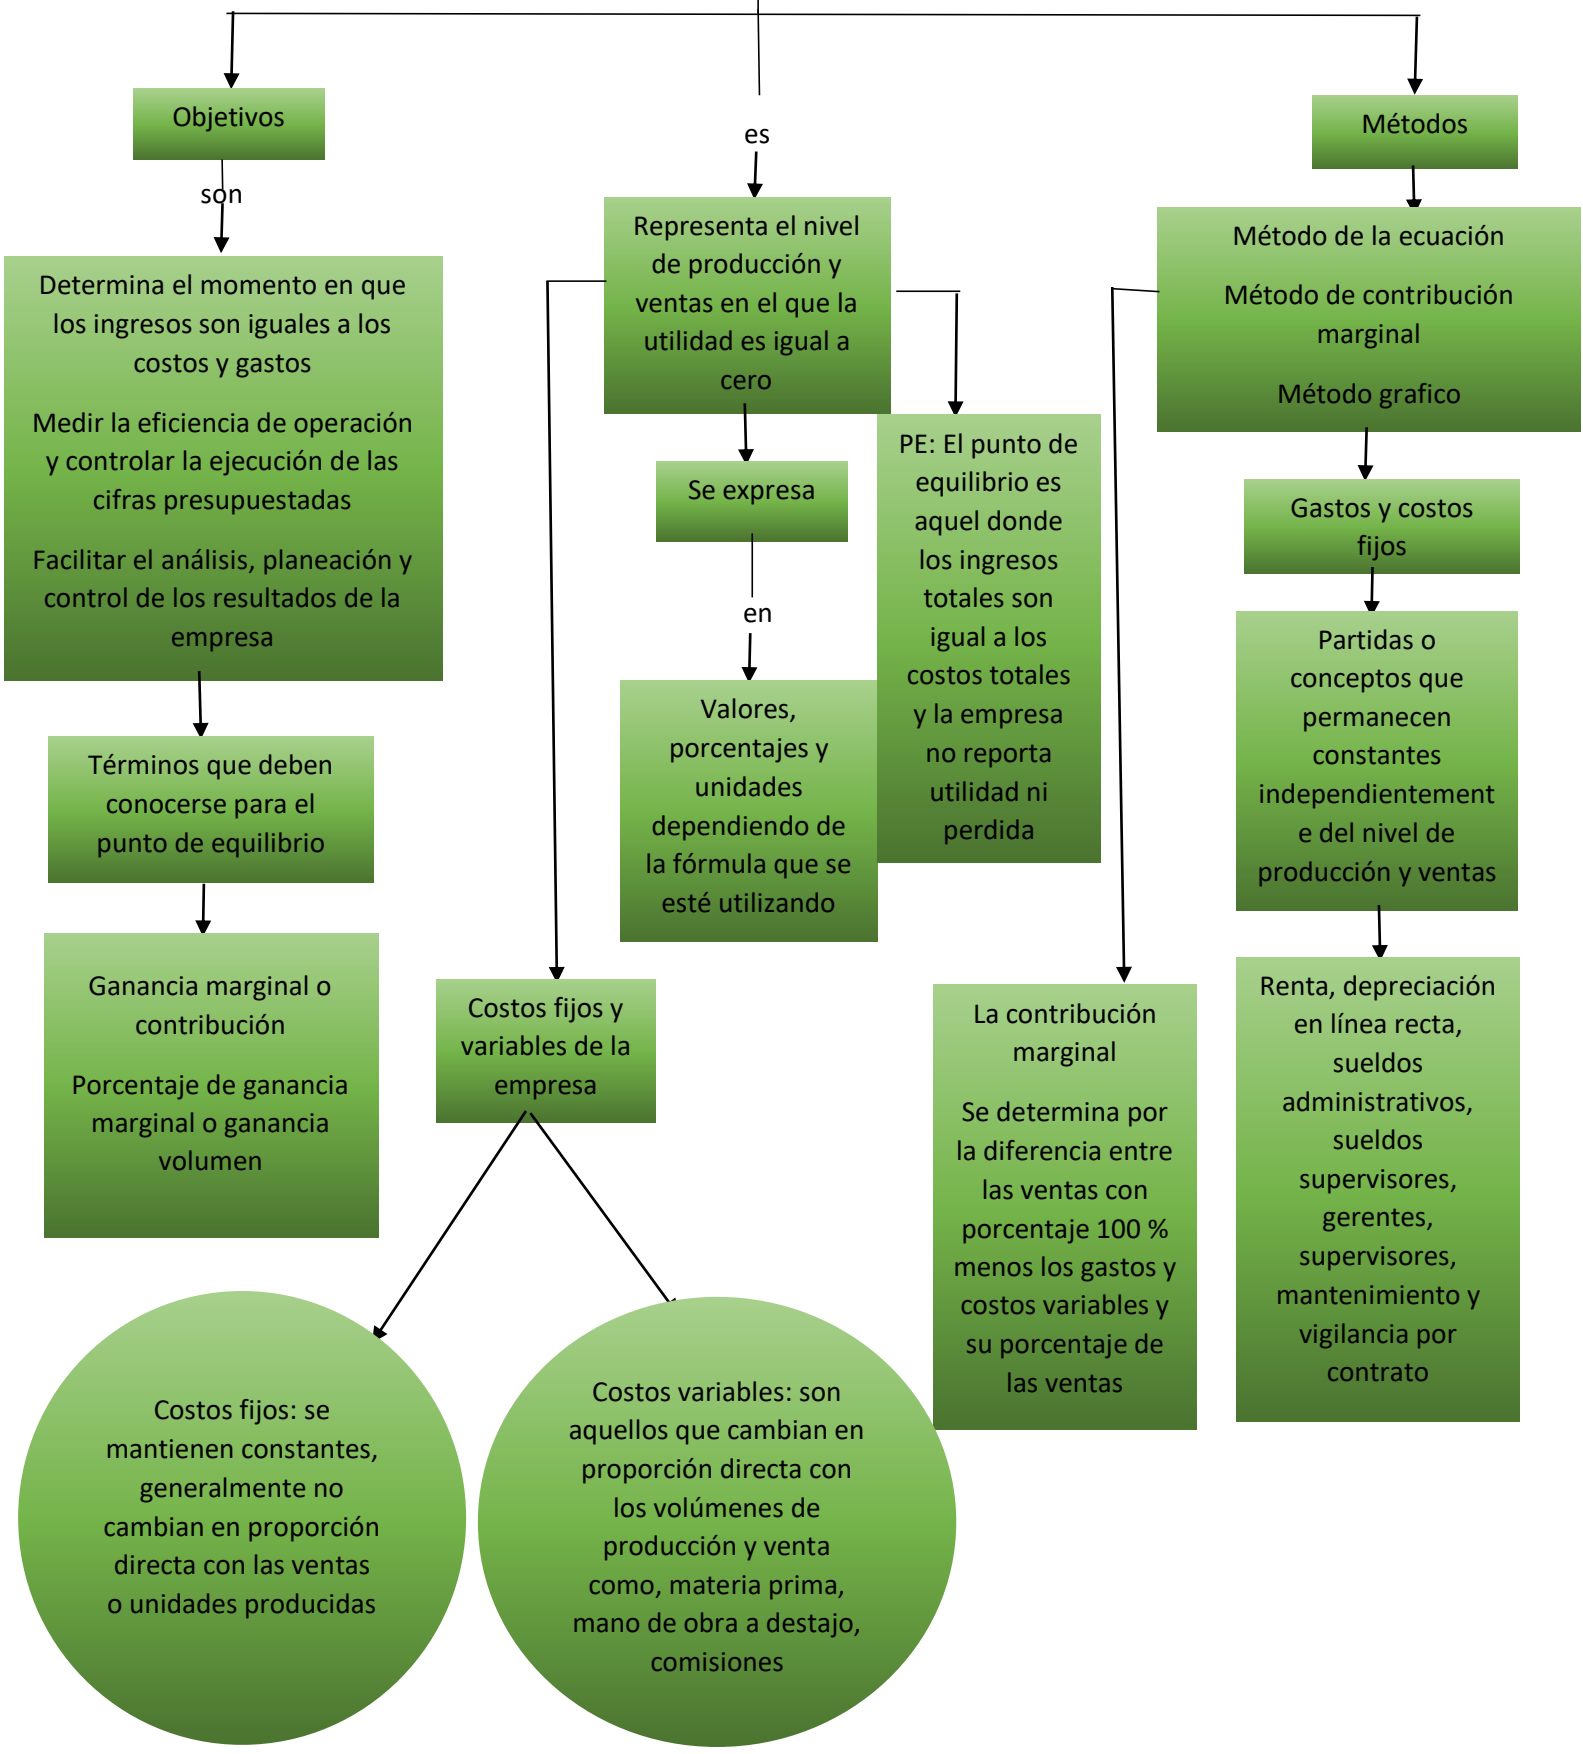 Objetivos
son
Determina el momento en que
los ingresos son iguales a los
costos y gastos
Medir la eficiencia de operación
y controlar la ejecución de las
cifras presupuestadas
Facilitar el análisis, planeación y
control de los resultados de la
empresa
Términos que deben
conocerse para el
punto de equilibrio
Ganancia marginal o
contribución
Porcentaje de ganancia
marginal o ganancia
volumen
es
Representa el nivel
de producción y
ventas en el que la
utilidad es igual a
cero
Se expresa
en
Valores,
porcentajes y
unidades
dependiendo de
la fórmula que se
esté utilizando
PE: El punto de
equilibrio es
aquel donde
los ingresos
totales son
igual a los
costos totales
y la empresa
no reporta
utilidad ni
perdida
Costos fijos y
variables de la
empresa
Costos fijos: se
mantienen constantes,
generalmente no
cambian en proporción
directa con las ventas
o unidades producidas
Costos variables: son
aquellos que cambian en
proporción directa con
los volúmenes de
producción y venta
como, materia prima,
mano de obra a destajo,
comisiones
Métodos
Método de la ecuación
Método de contribución
marginal
Método grafico
Gastos y costos
fijos
Partidas o
conceptos que
permanecen
constantes
independientement
e del nivel de
producción y ventas
Renta, depreciación
en línea recta,
sueldos
administrativos,
sueldos
supervisores,
gerentes,
supervisores,
mantenimiento y
vigilancia por
contrato
La contribución
marginal
Se determina por
la diferencia entre
las ventas con
porcentaje 100 %
menos los gastos y
costos variables y
su porcentaje de
las ventas